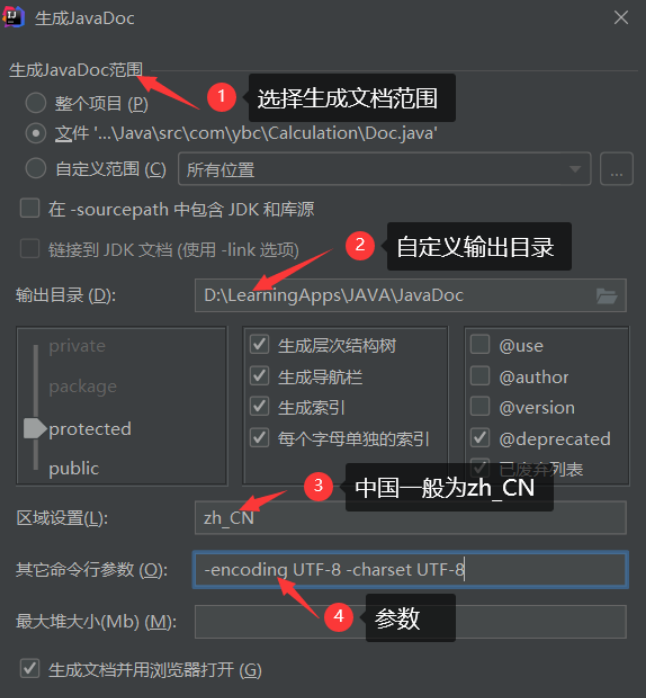 生成JavaDoc
生成JavaDoc范围
1 选择生成文档范围
整个项目 (P)
文件 '...\Java\src\com\ybc\Calculation\Doc.java'
自定义范围 (C) 所有位置 ...
在 -sourcepath 中包含 JDK 和库源
链接到 JDK 文档 (使用 -link 选项)
2 自定义输出目录
输出目录 (D): D:\LearningApps\JAVA\JavaDoc
private
package
protected
public
生成层次结构树
生成导航栏
生成索引
每个字母单独的索引
@use
@author
@version
@deprecated
已废弃列表
3 中国一般为zh_CN
区域设置(L): zh_CN
其它命令行参数 (O): -encoding UTF-8 -charset UTF-8
4 参数
最大堆大小(Mb) (M):
生成文档并用浏览器打开 (G)